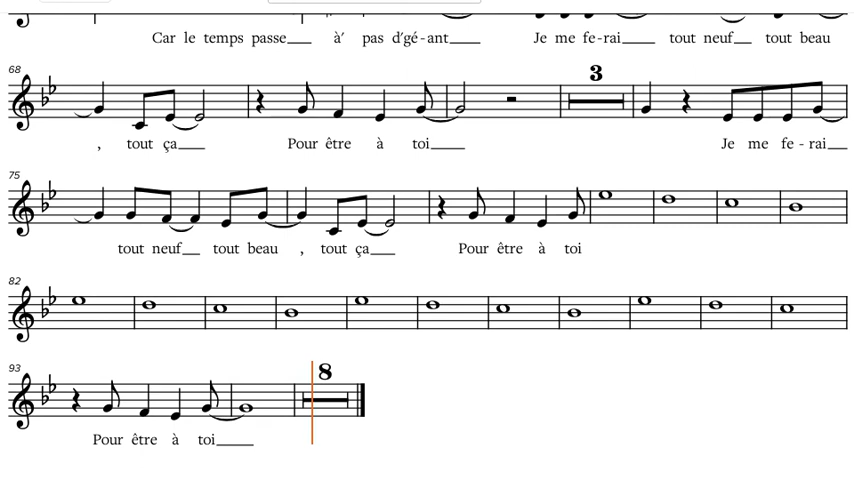 Car le temps passe à' pas d'gé-ant Je me fe-rai tout neuf tout beau
68
3
, tout ça Pour être à toi Je me fe-rai
75
tout neuf tout beau , tout ça Pour être à toi
82
93
8
Pour être à toi